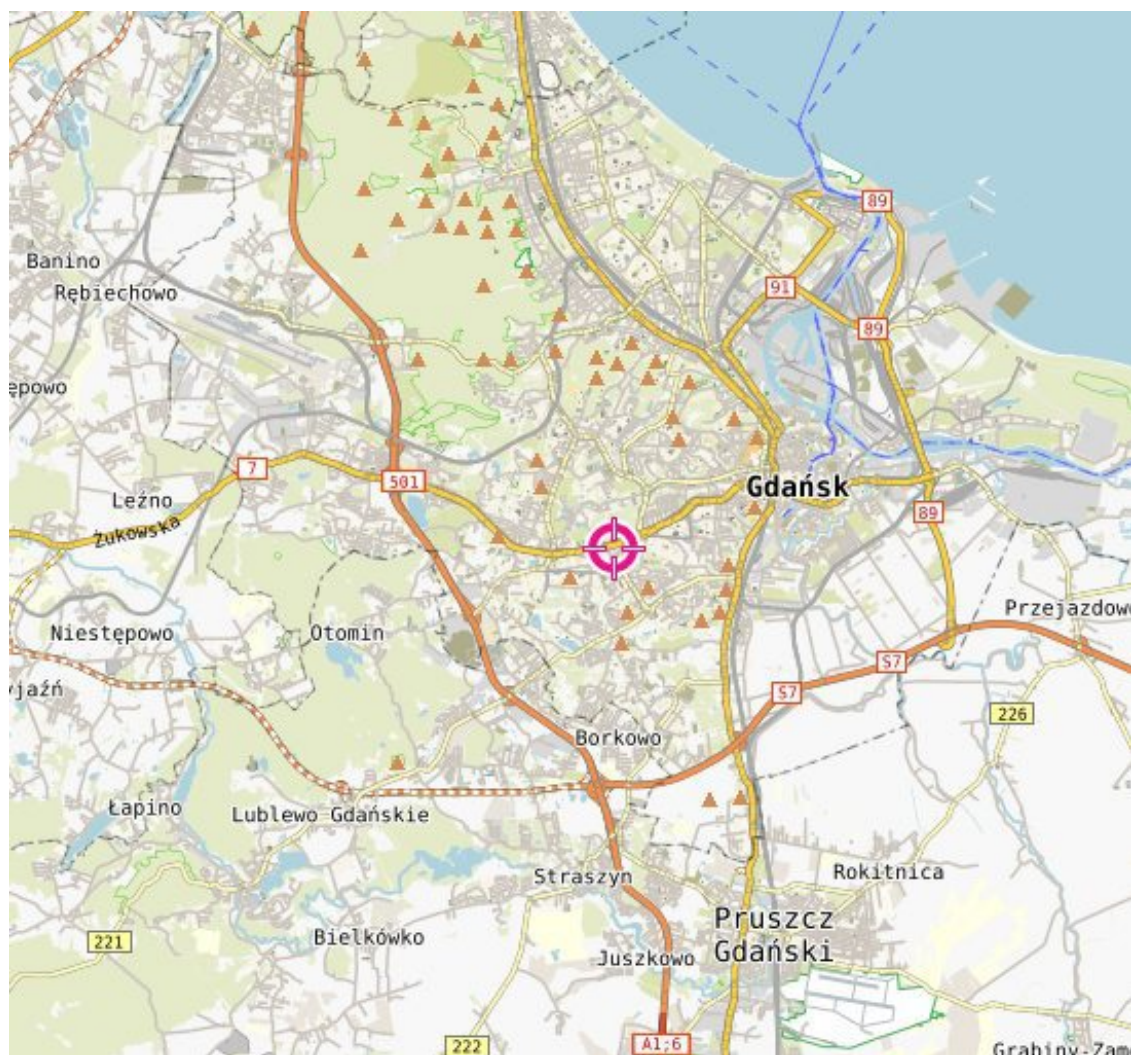 89
Banino
Rębiechowo
91
89
ępowo
7
501
Leźno
Gdańsk
Żukowska
89
Przejazdowo
Niestępowo
Otomin
yjaźń
S7
S7
226
Borkowo
Łapino
Lublewo Gdańskie
Straszyn
Rokitnica
221
Bielkówko
Pruszcz
Gdański
Juszkowo
222
A1;6
Grabiny-Zam